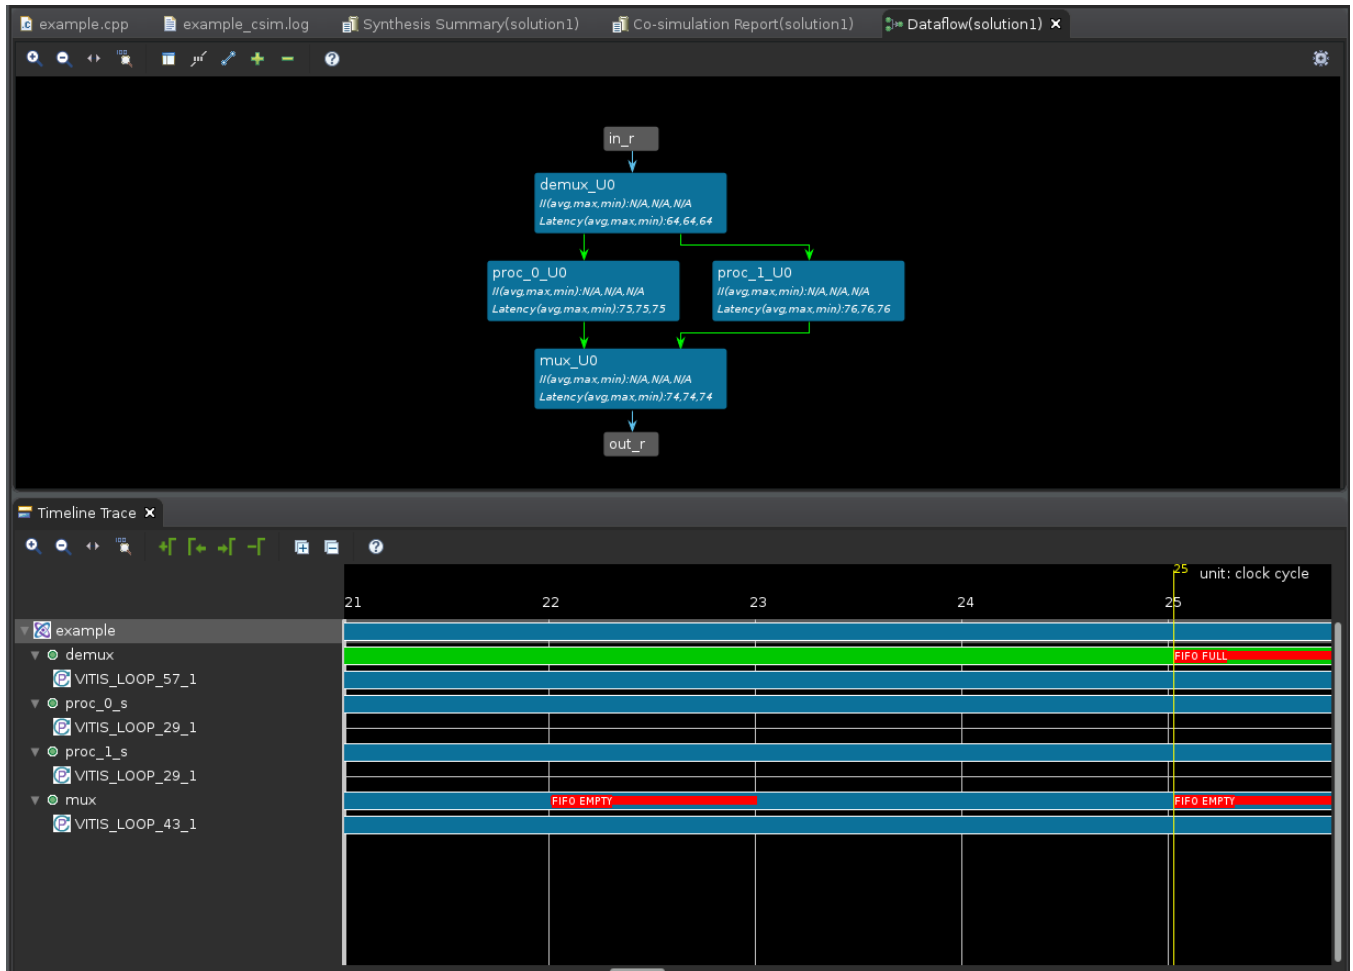 example.cpp example_csim.log Synthesis Summary(solution1) Co-simulation Report(solution1) Dataflow(solution1)
in_r
demux_U0
II(avg,max,min):N/A,N/A,N/A
Latency(avg,max,min):64,64,64
proc_0_U0
II(avg,max,min):N/A,N/A,N/A
Latency(avg,max,min):75,75,75
proc_1_U0
II(avg,max,min):N/A,N/A,N/A
Latency(avg,max,min):76,76,76
mux_U0
II(avg,max,min):N/A,N/A,N/A
Latency(avg,max,min):74,74,74
out_r
Timeline Trace
25 unit: clock cycle
21 22 23 24 25
example
demux FIFO FULL
VITIS_LOOP_57_1
proc_0_s
VITIS_LOOP_29_1
proc_1_s
VITIS_LOOP_29_1
mux FIFO EMPTY FIFO EMPTY
VITIS_LOOP_43_1